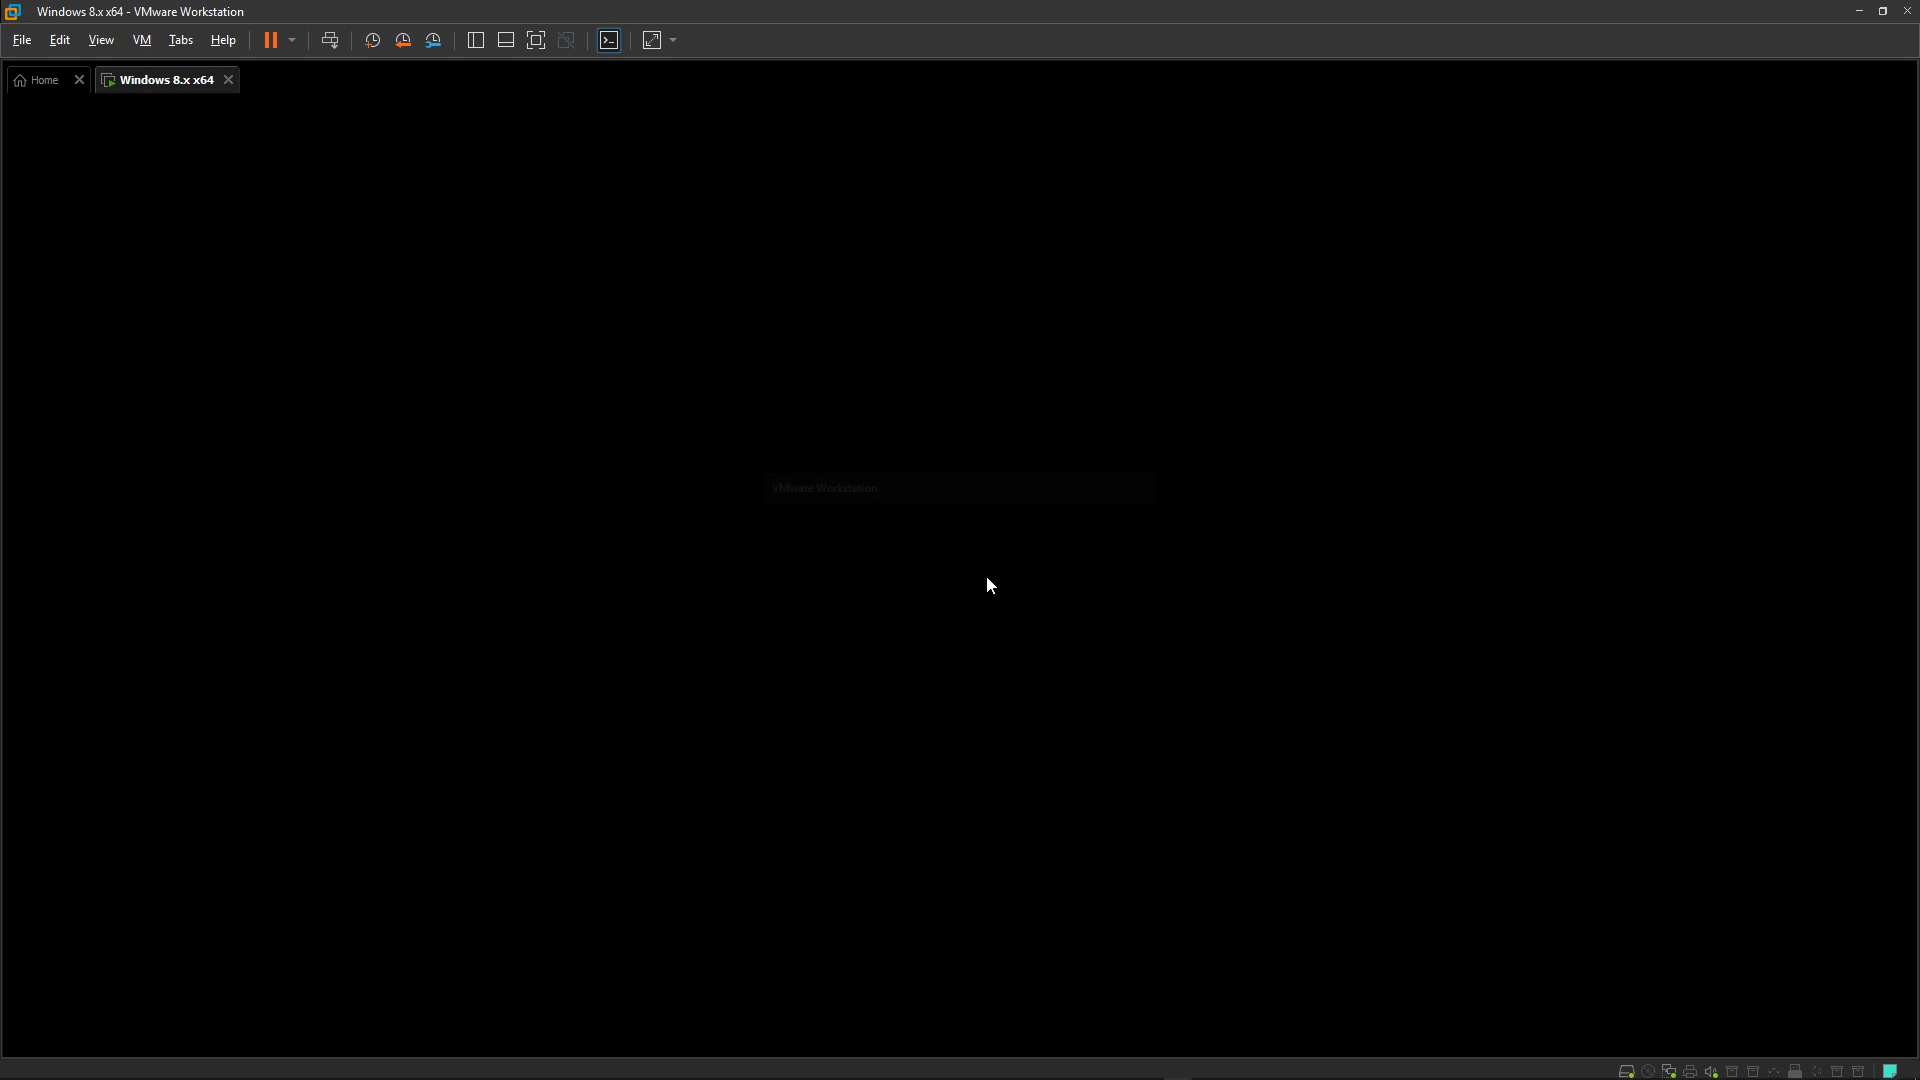 Windows 8.x x64 - VMware Workstation
File Edit View VM Tabs Help
Home Windows 8.x x64
VMware Workstation